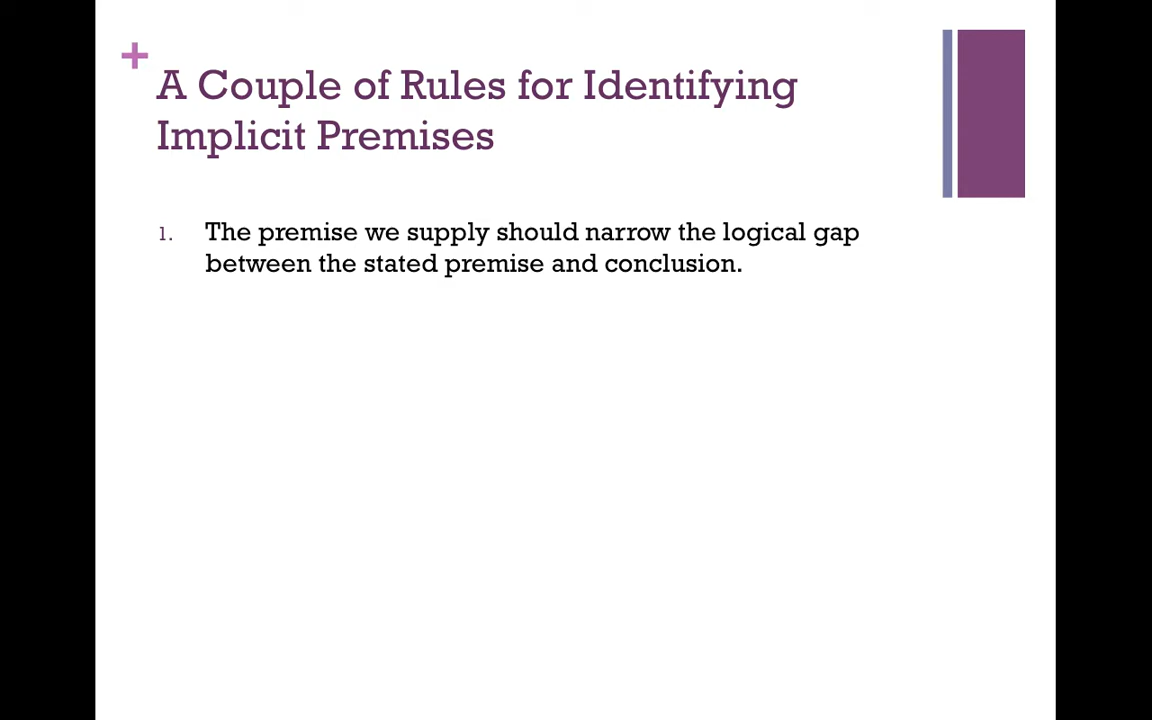 +
A Couple of Rules for Identifying
Implicit Premises
1. The premise we supply should narrow the logical gap
between the stated premise and conclusion.